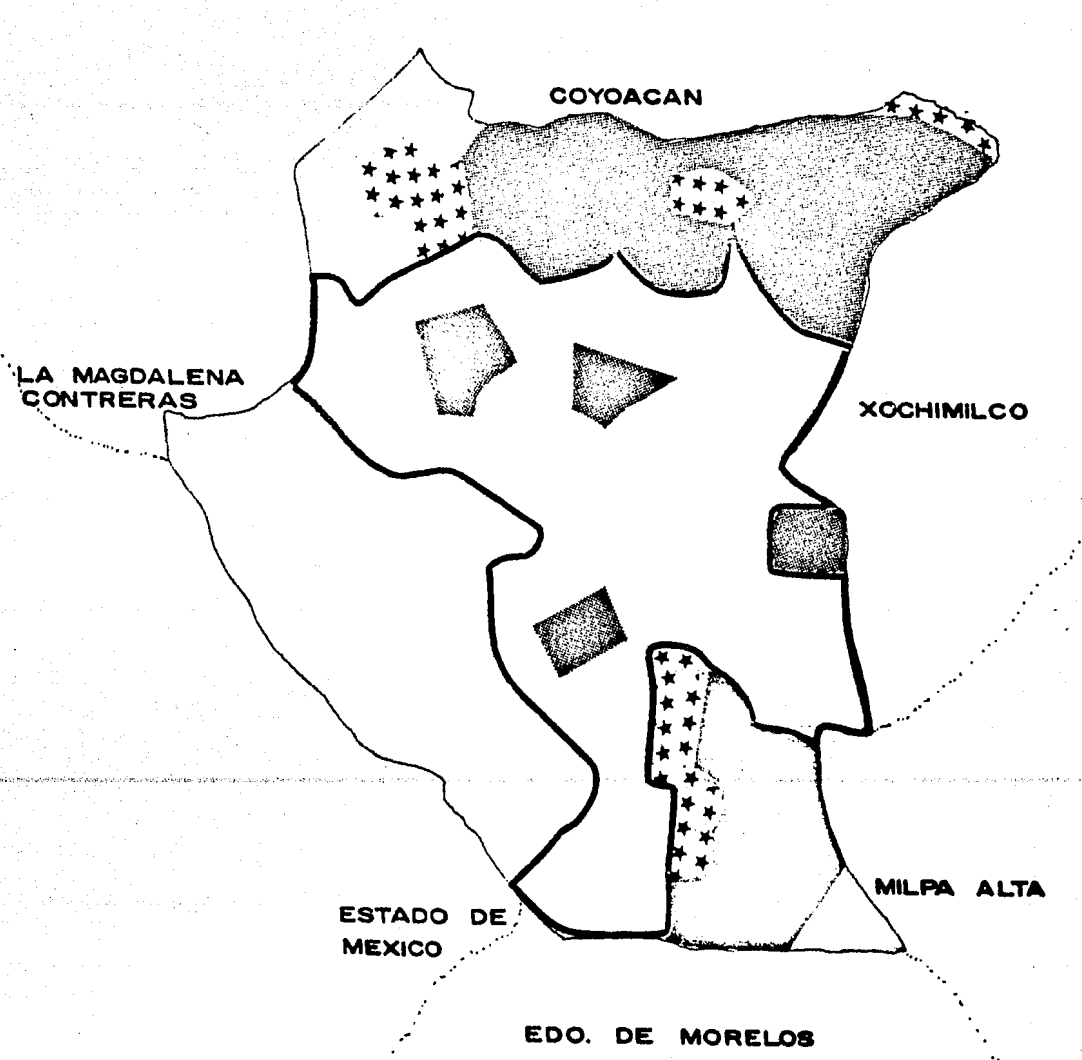 COYOACAN
LA MAGDALENA
CONTRERAS
XOCHIMILCO
MILPA ALTA
ESTADO DE
MEXICO
EDO. DE MORELOS